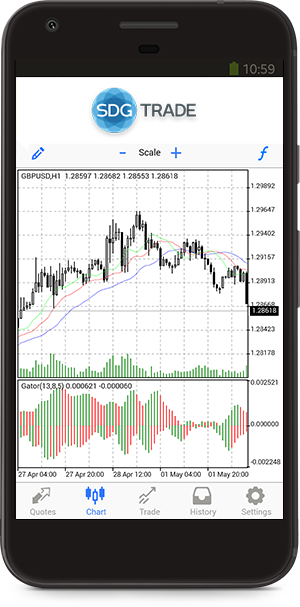 10:59
SDG TRADE
− Scale + f
GBPUSD,H1 1.28597 1.28682 1.28553 1.28618
1.29892
1.29647
1.29402
1.29157
1.28913
1.28668
1.28618
1.28423
1.28178
Gator(13,8,5) 0.000621 -0.000060
0.002521
0.000000
-0.002248
27 Apr 04:00 27 Apr 20:00 28 Apr 12:00 01 May 04:00 01 May 20:00
Quotes Chart Trade History Settings